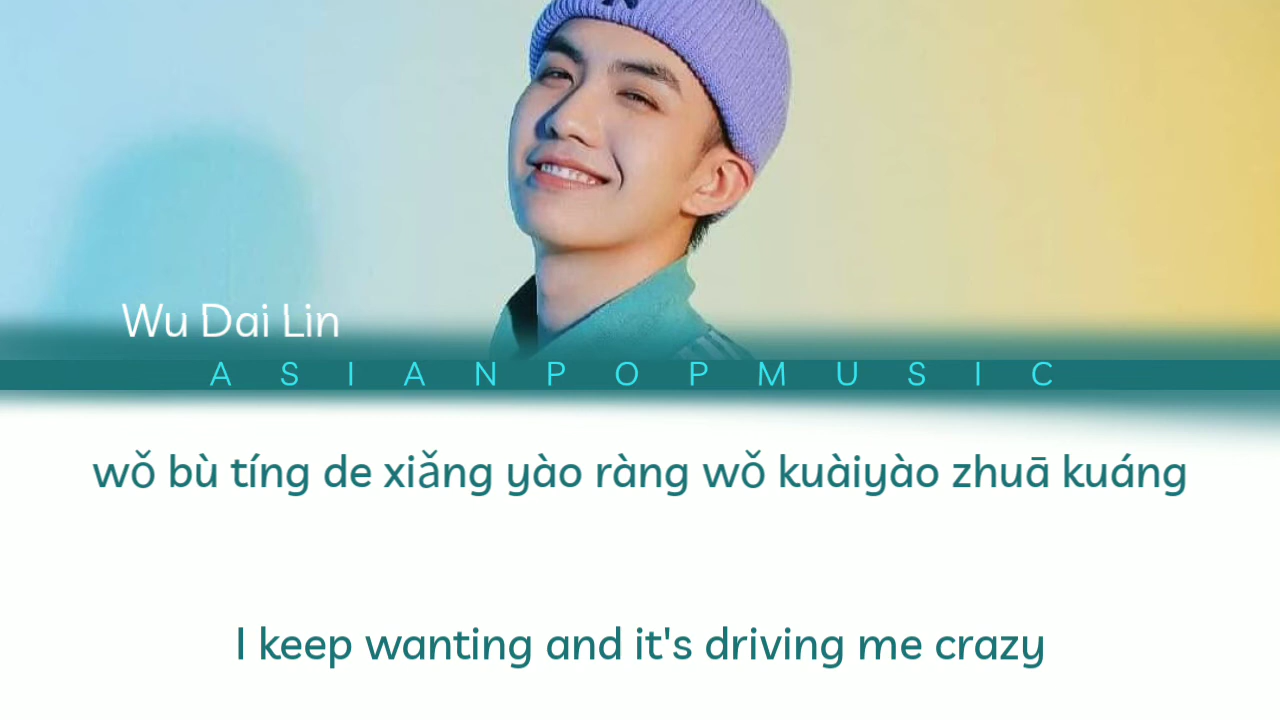 Wu Dai Lin
ASIANPOPMUSIC
wǒ bù tíng de xiǎng yào ràng wǒ kuàiyào zhuā kuáng
I keep wanting and it's driving me crazy